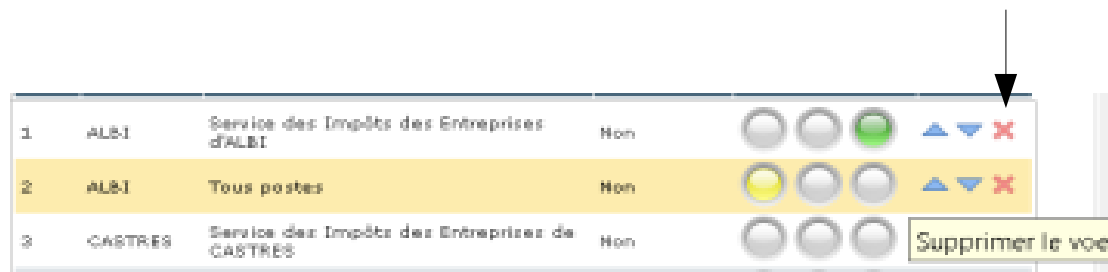 1 ALBI Service des Impôts des Entreprises d'ALBI Non
2 ALBI Tous postes Non
3 CASTRES Service des Impôts des Entreprises de CASTRES Non
Supprimer le voe